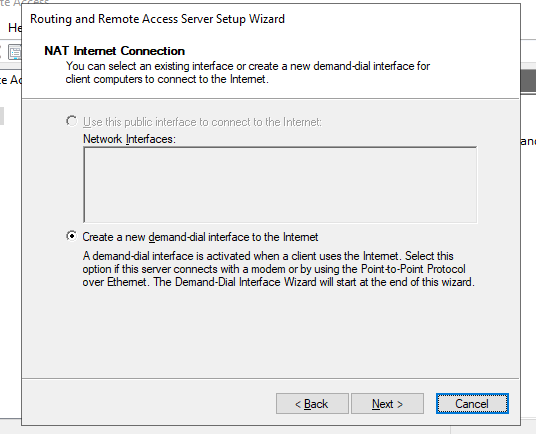 Routing and Remote Access Server Setup Wizard
He
te Ac
NAT Internet Connection
You can select an existing interface or create a new demand-dial interface for
client computers to connect to the Internet.
Use this public interface to connect to the Internet:
Network Interfaces:
an
Create a new demand-dial interface to the Internet
A demand-dial interface is activated when a client uses the Internet. Select this
option if this server connects with a modem or by using the Point-to-Point Protocol
over Ethernet. The Demand-Dial Interface Wizard will start at the end of this wizard.
< Back
Next >
Cancel